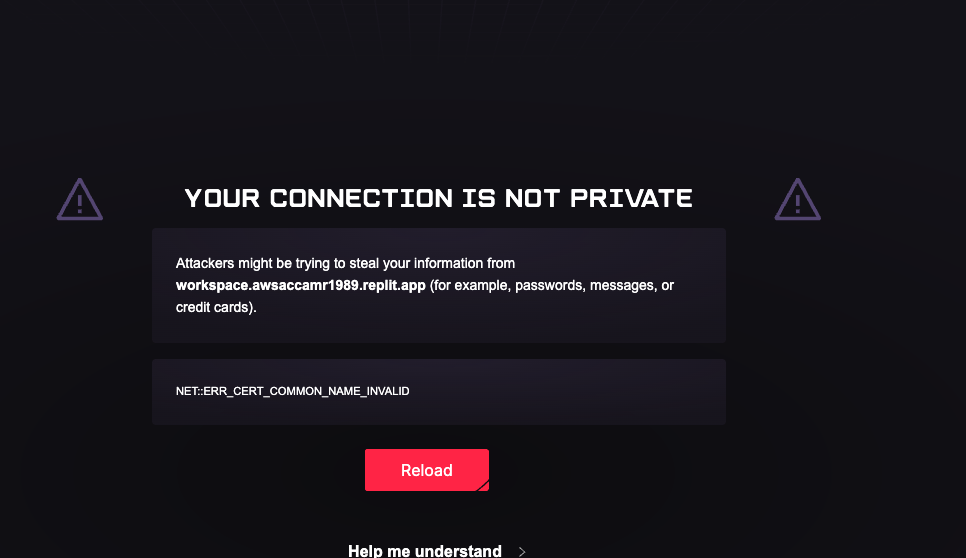 YOUR CONNECTION IS NOT PRIVATE
Attackers might be trying to steal your information from
workspace.awsaccamr1989.replit.app (for example, passwords, messages, or
credit cards).
NET::ERR_CERT_COMMON_NAME_INVALID
Reload
Help me understand